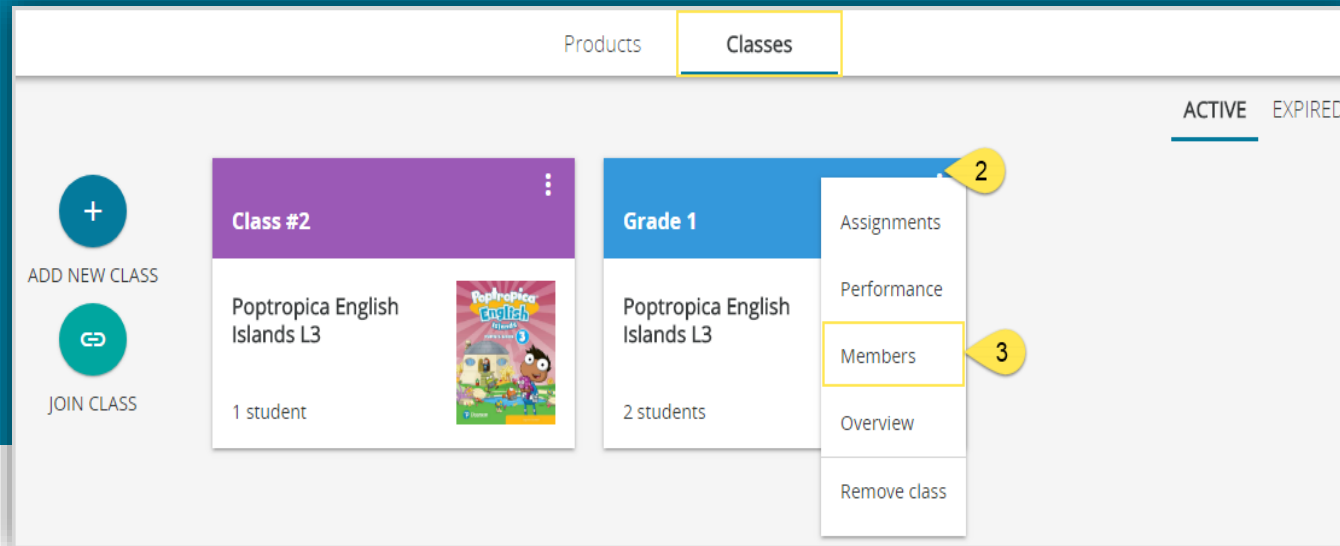 Products Classes
ACTIVE EXPIRED
2
Class #2
Grade 1
Assignments
ADD NEW CLASS
Poptropica English
Islands L3
Poptropica
English
Islands
3
Poptropica English
Islands L3
Performance
Members
3
JOIN CLASS
1 student
2 students
Overview
Remove class